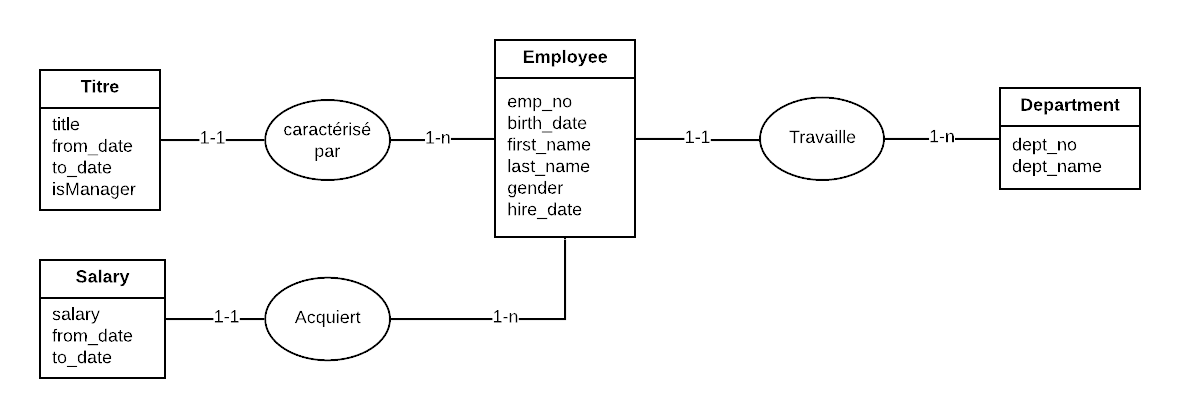 Titre
title
from_date
to_date
isManager
1-1
caractérisé
par
1-n
Employee
emp_no
birth_date
first_name
last_name
gender
hire_date
1-1
Travaille
1-n
Department
dept_no
dept_name
Salary
salary
from_date
to_date
1-1
Acquiert
1-n